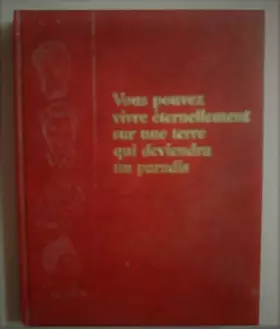 Vous pouvez
vivre éternellement
sur une terre
qui deviendra
un paradis